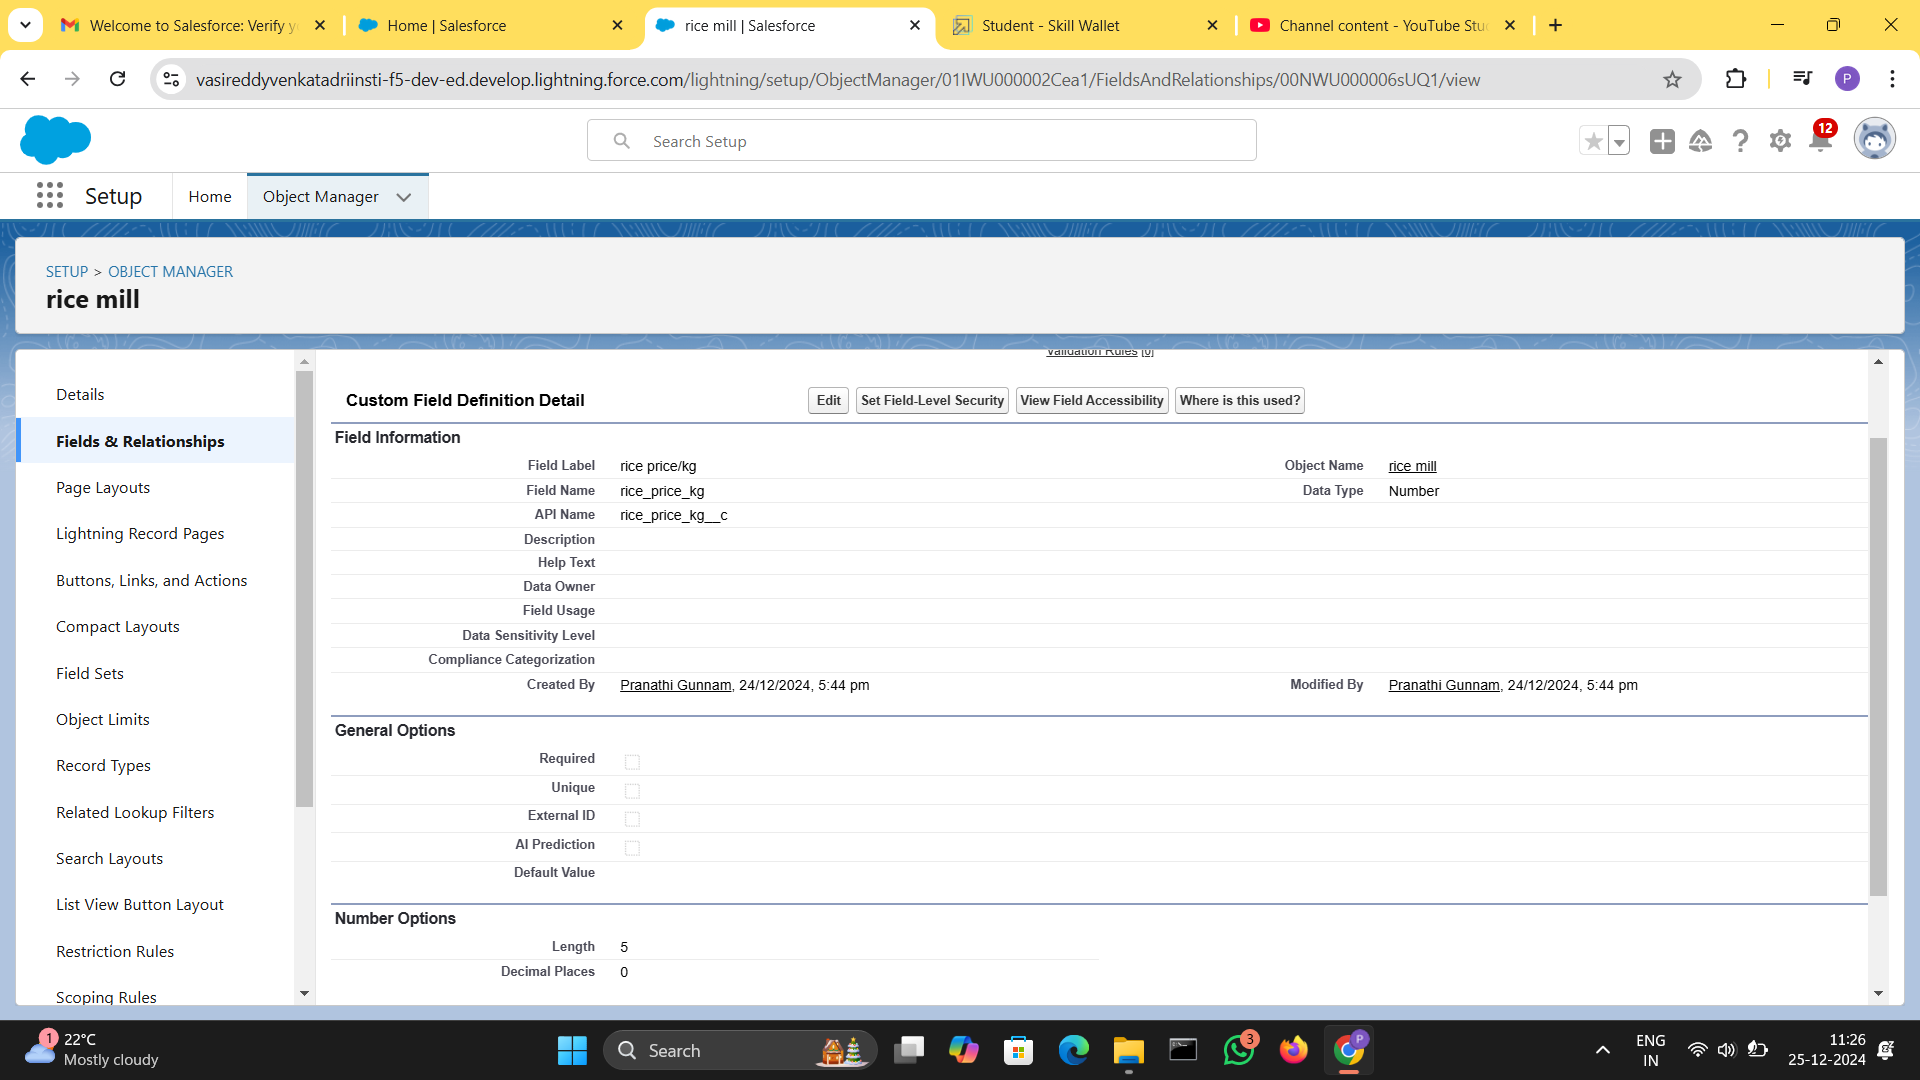 Welcome to Salesforce: Verify y
Home | Salesforce
rice mill | Salesforce
Student - Skill Wallet
Channel content - YouTube Stu
vasireddyvenkatadriinsti-f5-dev-ed.develop.lightning.force.com/lightning/setup/ObjectManager/01IWU000002Cea1/FieldsAndRelationships/00NWU000006sUQ1/view
P
Search Setup
12
Setup
Home
Object Manager
SETUP > OBJECT MANAGER
rice mill
Details
Fields & Relationships
Page Layouts
Lightning Record Pages
Buttons, Links, and Actions
Compact Layouts
Field Sets
Object Limits
Record Types
Related Lookup Filters
Search Layouts
List View Button Layout
Restriction Rules
Scoping Rules
Validation Rules [0]
Custom Field Definition Detail
Edit
Set Field-Level Security
View Field Accessibility
Where is this used?
Field Information
Field Label rice price/kg Object Name rice mill
Field Name rice_price_kg Data Type Number
API Name rice_price_kg__c
Description
Help Text
Data Owner
Field Usage
Data Sensitivity Level
Compliance Categorization
Created By Pranathi Gunnam, 24/12/2024, 5:44 pm Modified By Pranathi Gunnam, 24/12/2024, 5:44 pm
General Options
Required
Unique
External ID
AI Prediction
Default Value
Number Options
Length 5
Decimal Places 0
1
22°C
Mostly cloudy
Search
3
P
ENG
IN
11:26
25-12-2024